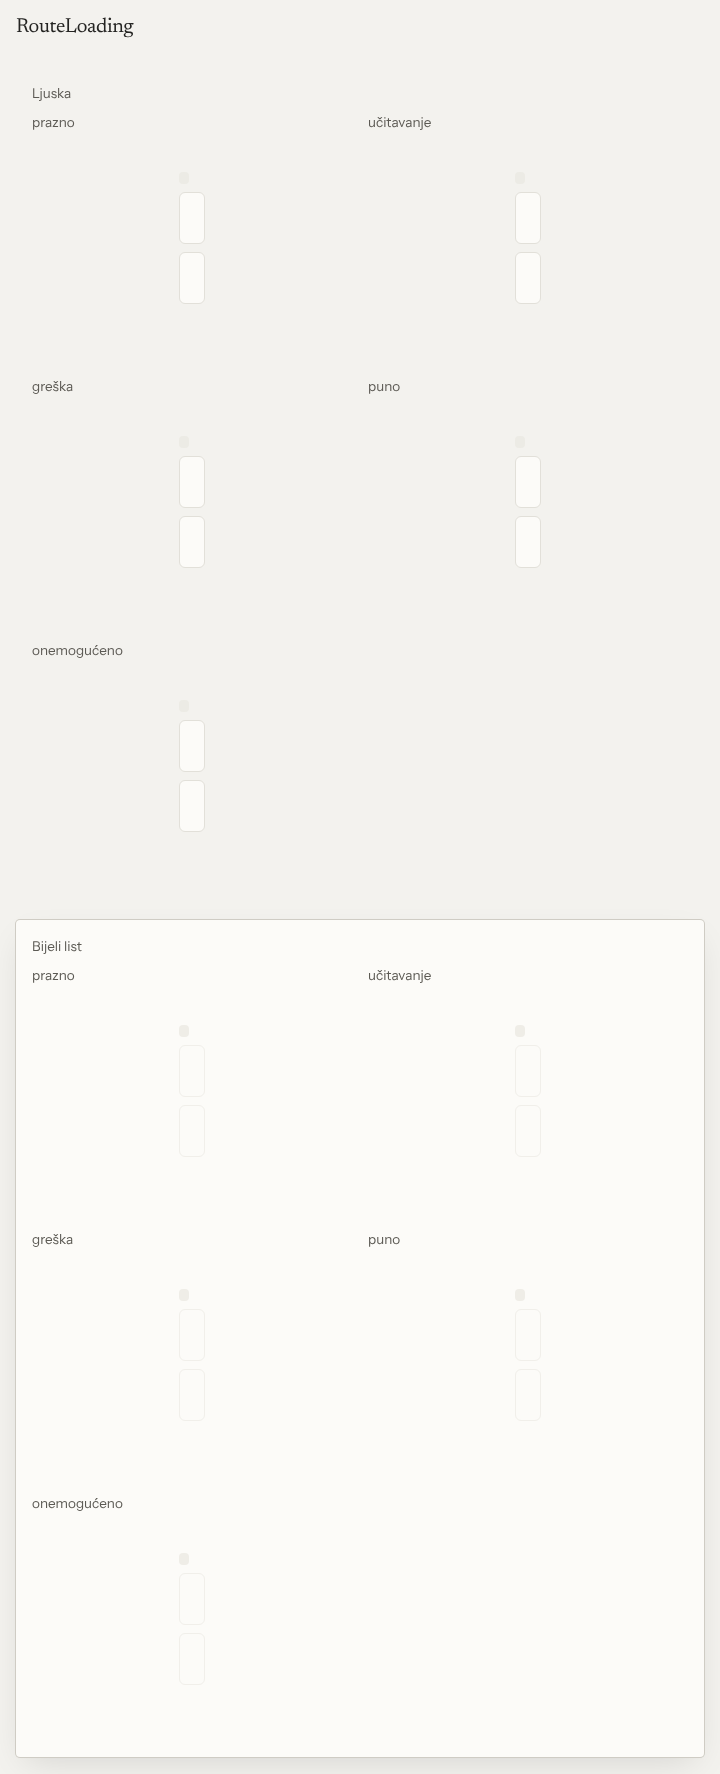 RouteLoading
Ljuska
prazno
učitavanje
greška
puno
onemogućeno
Bijeli list
prazno
učitavanje
greška
puno
onemogućeno